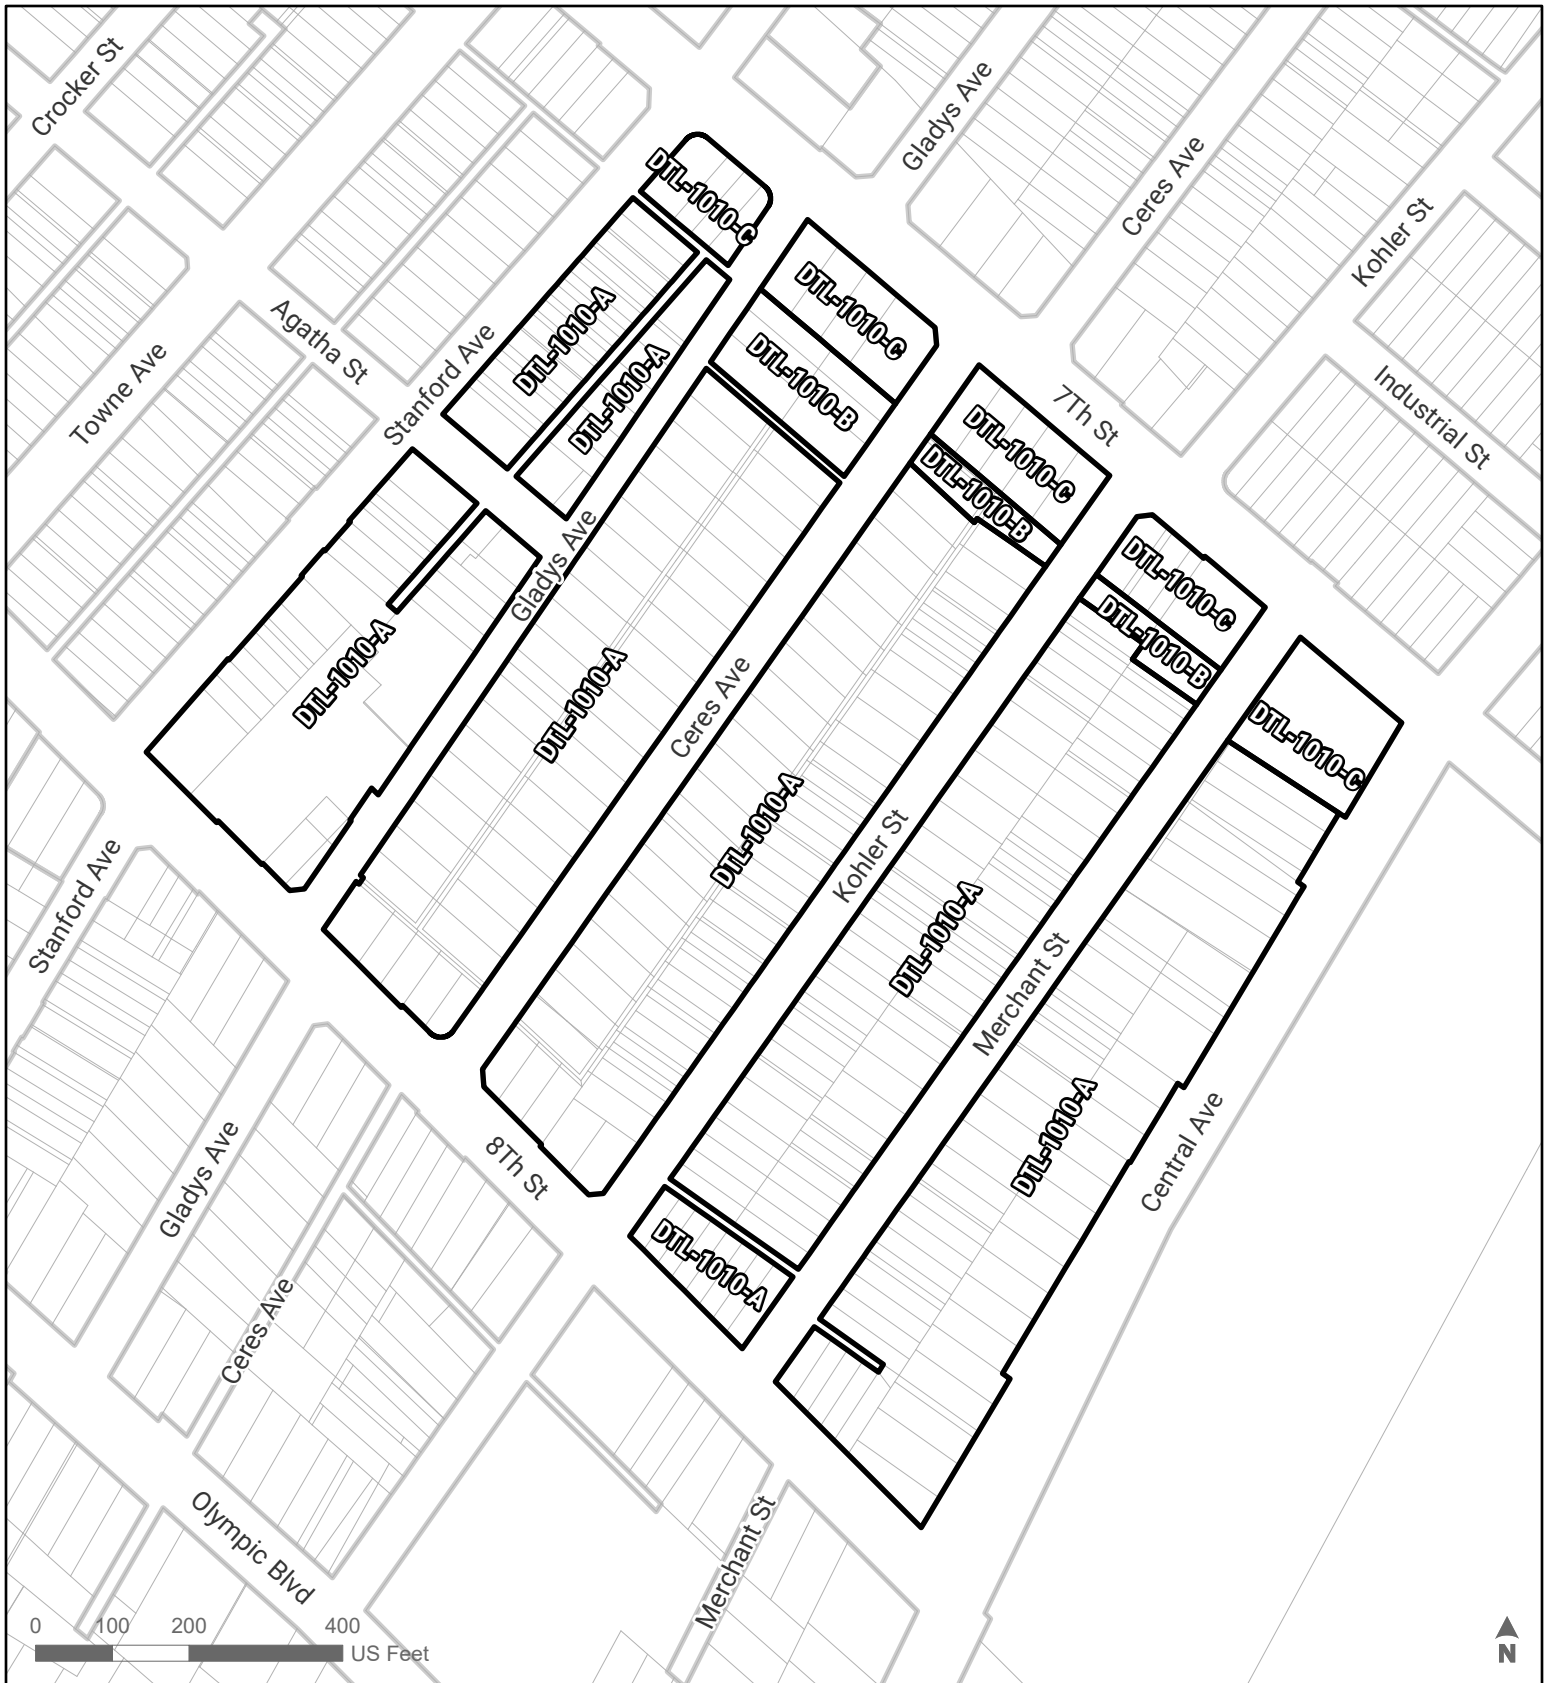 Crocker St
Gladys Ave
Ceres Ave
Kohler St
DTL-1010-C
DTL-1010-C
DTL-1010-A
Agatha St
Stanford Ave
Towne Ave
DTL-1010-A
DTL-1010-B
7Th St
Industrial St
DTL-1010-C
DTL-1010-B
DTL-1010-C
Gladys Ave
DTL-1010-B
DTL-1010-A
DTL-1010-A
Ceres Ave
DTL-1010-C
DTL-1010-A
Kohler St
Stanford Ave
DTL-1010-A
Merchant St
DTL-1010-A
Central Ave
8Th St
Gladys Ave
DTL-1010-A
Ceres Ave
Olympic Blvd
Merchant St
0 100 200 400
US Feet
N